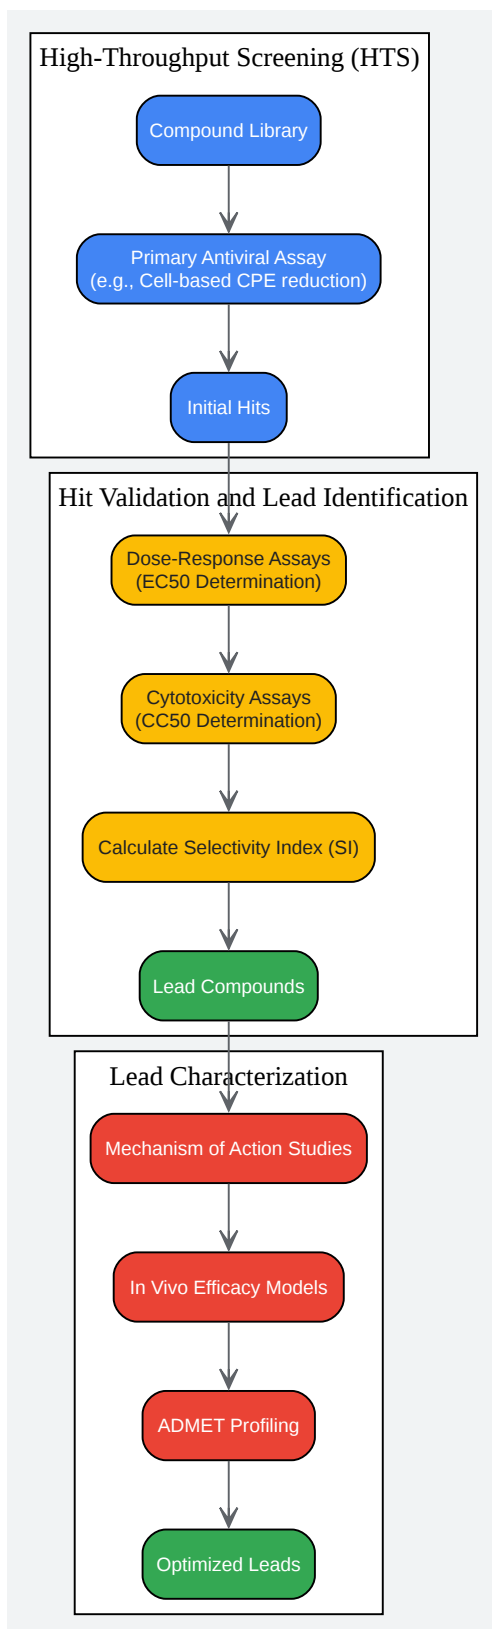 High-Throughput Screening (HTS)
Compound Library
Primary Antiviral Assay
(e.g., Cell-based CPE reduction)
Initial Hits
Hit Validation and Lead Identification
Dose-Response Assays
(EC50 Determination)
Cytotoxicity Assays
(CC50 Determination)
Calculate Selectivity Index (SI)
Lead Compounds
Lead Characterization
Mechanism of Action Studies
In Vivo Efficacy Models
ADMET Profiling
Optimized Leads